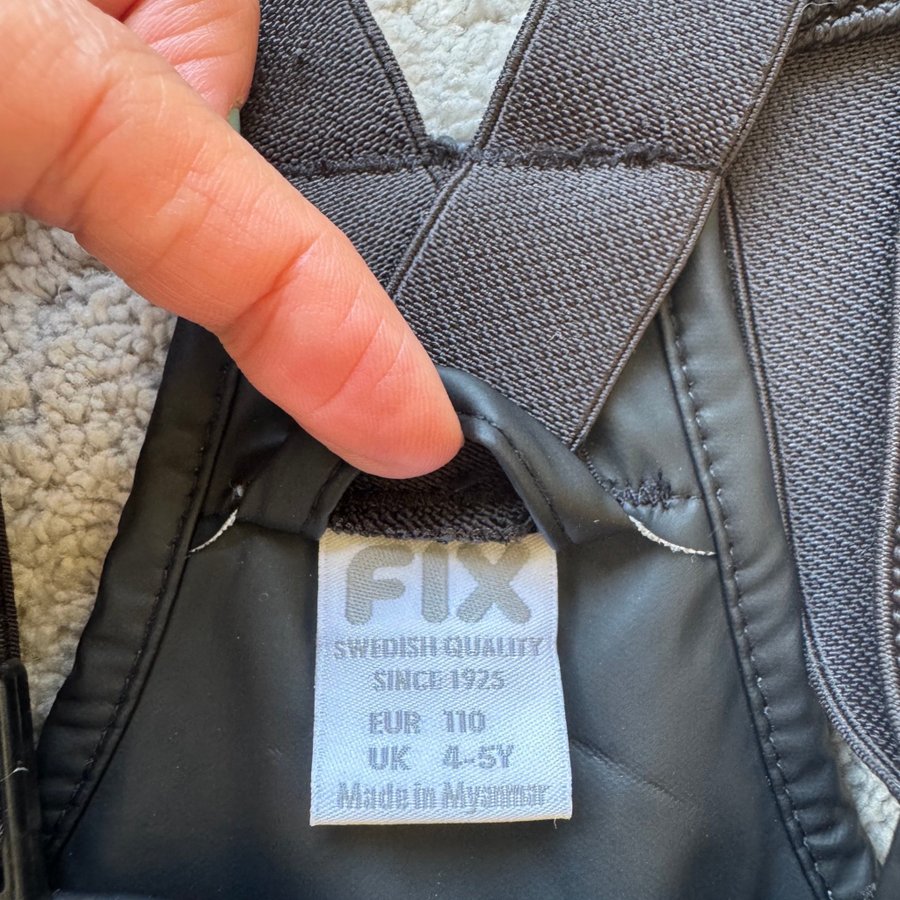 FIX
SWEDISH QUALITY
SINCE 1925
EUR 110
UK 4-5Y
Made in Myanmar